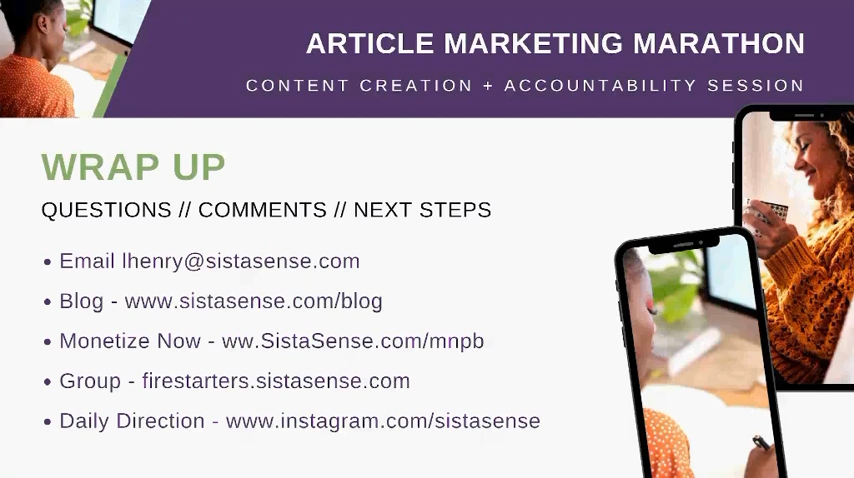 ARTICLE MARKETING MARATHON
CONTENT CREATION + ACCOUNTABILITY SESSION
WRAP UP
QUESTIONS // COMMENTS // NEXT STEPS
• Email lhenry@sistasense.com
• Blog - www.sistasense.com/blog
• Monetize Now - ww.SistaSense.com/mnpb
• Group - firestarters.sistasense.com
• Daily Direction - www.instagram.com/sistasense